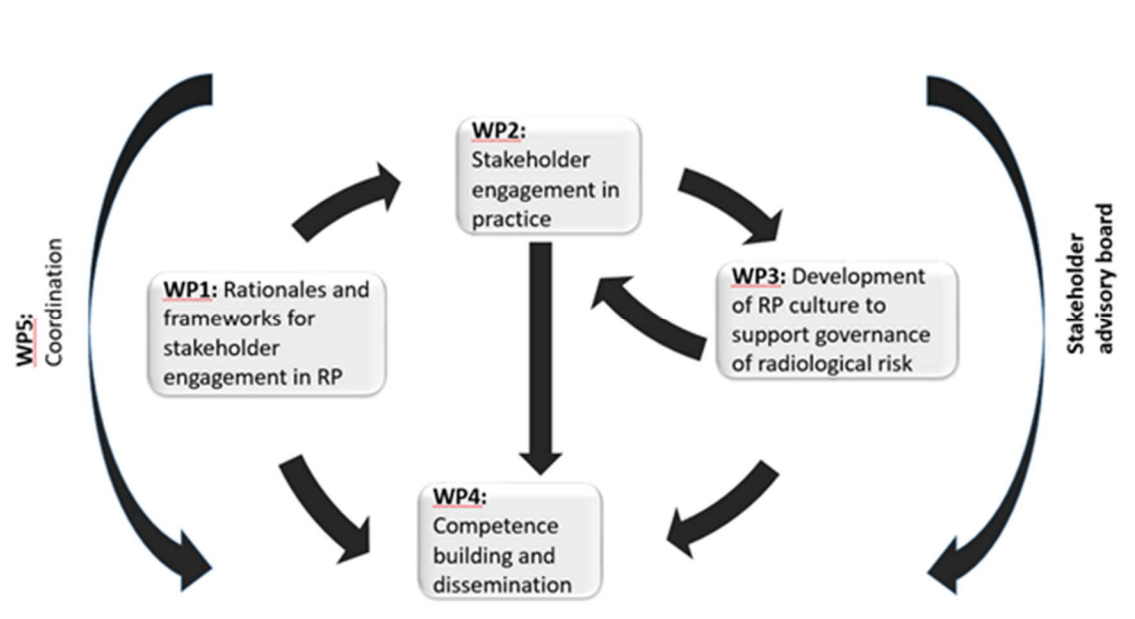 WP2:
Stakeholder
engagement in
practice
WP1: Rationales and
frameworks for
stakeholder
engagement in RP
WP3: Development
of RP culture to
support governance
of radiological risk
WP4:
Competence
building and
dissemination
WP5:
Coordination
Stakeholder
advisory board